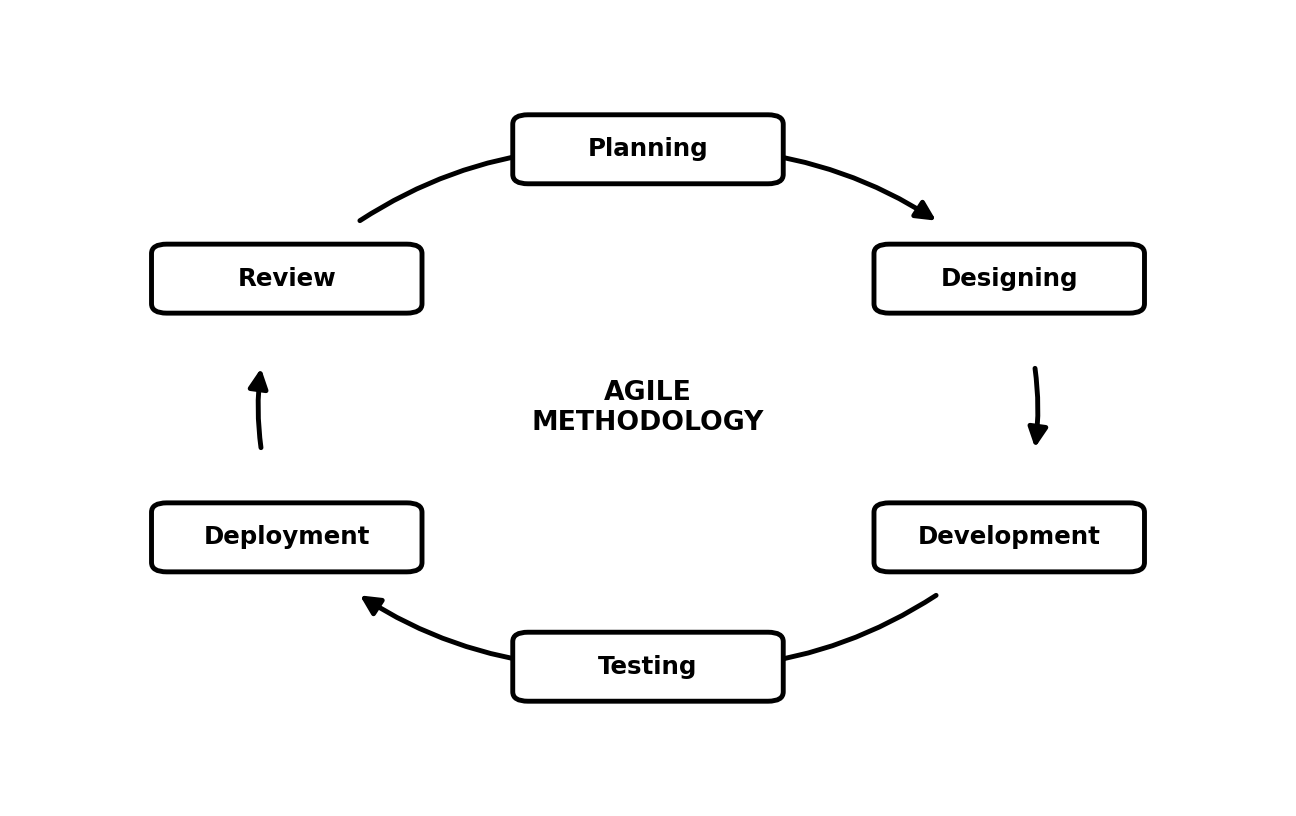 Planning
Review
Designing
AGILE
METHODOLOGY
Deployment
Development
Testing